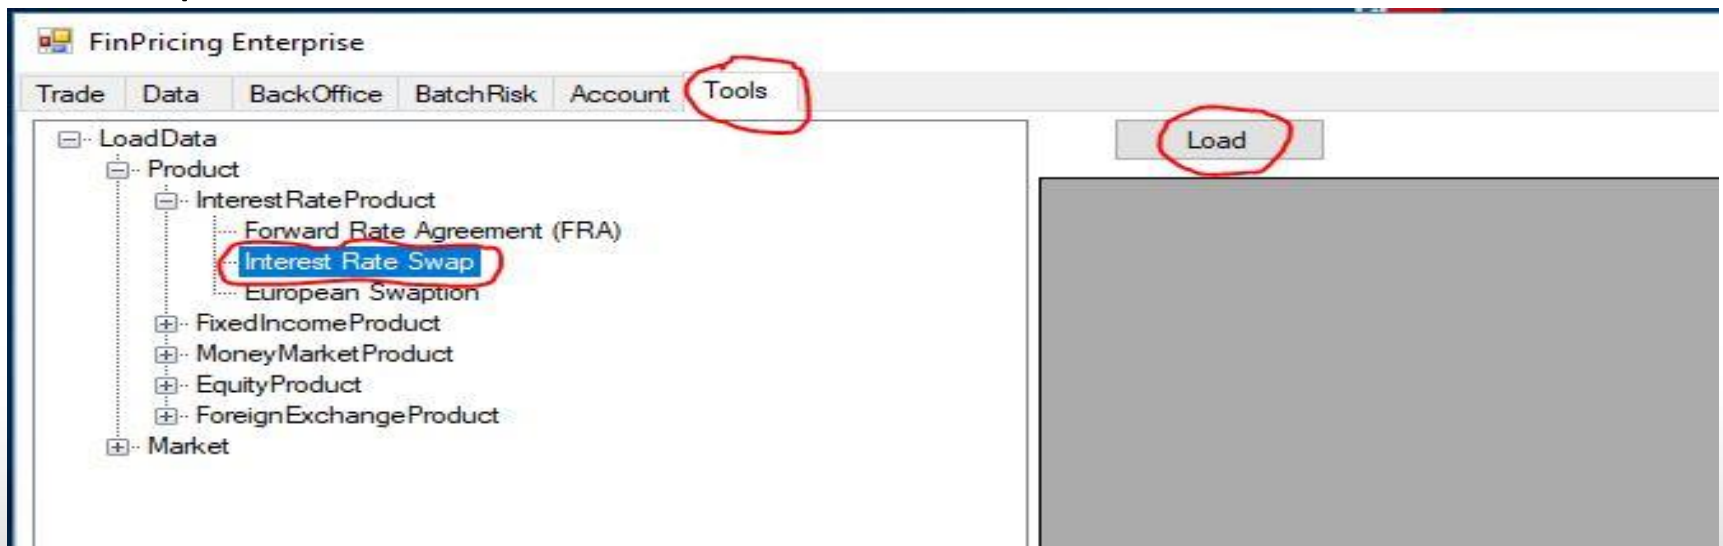 FinPricing Enterprise
Trade Data BackOffice BatchRisk Account Tools
LoadData
Load
Product
InterestRateProduct
Forward Rate Agreement (FRA)
Interest Rate Swap
European Swaption
FixedIncomeProduct
MoneyMarketProduct
EquityProduct
ForeignExchangeProduct
Market